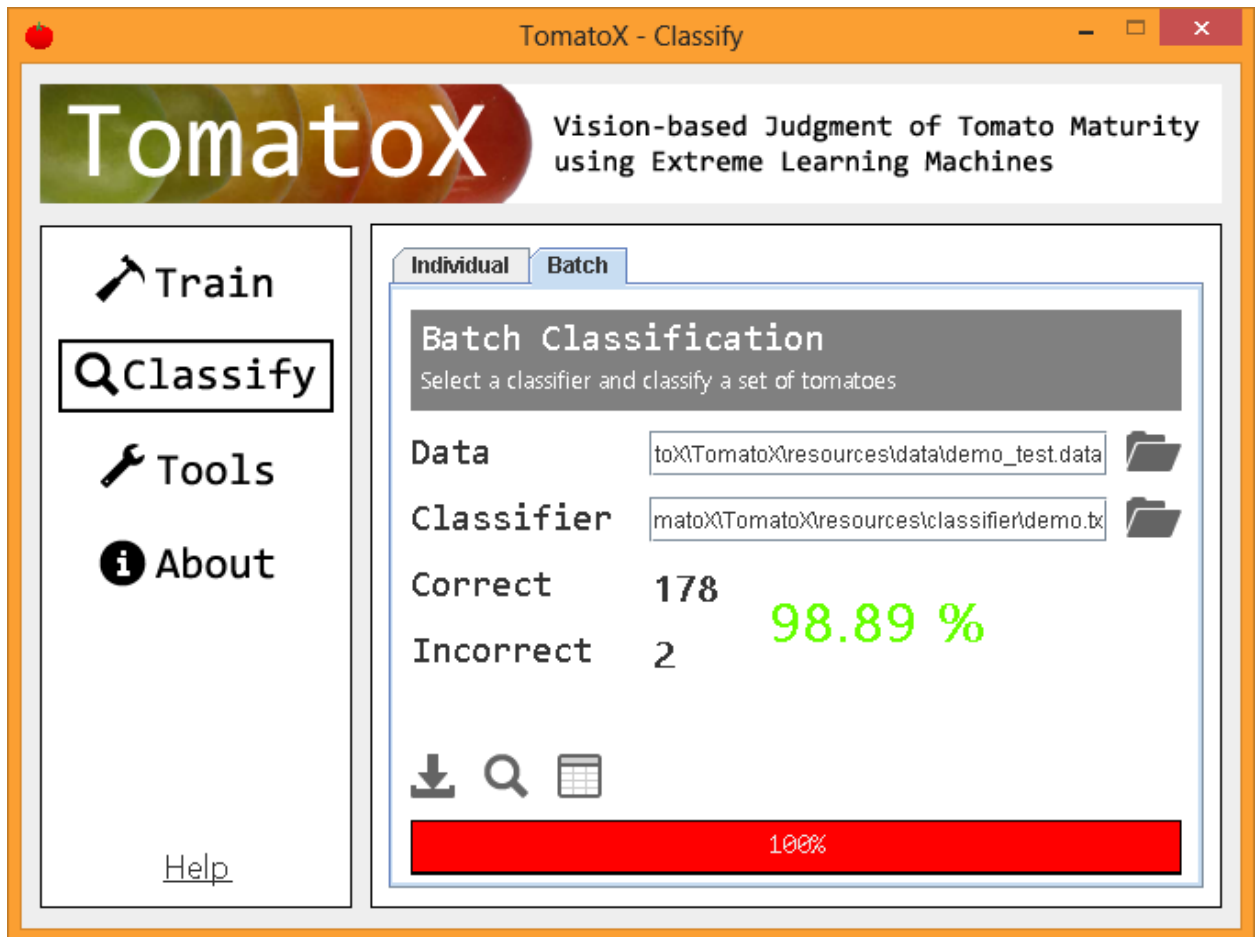 TomatoX - Classify
TomatoX
Vision-based Judgment of Tomato Maturity
using Extreme Learning Machines
Train
Classify
Tools
About
Help
Individual Batch
Batch Classification
Select a classifier and classify a set of tomatoes
Data toX\TomatoX\resources\data\demo_test.data
Classifier matoX\TomatoX\resources\classifier\demo.tx
Correct 178
98.89 %
Incorrect 2
100%